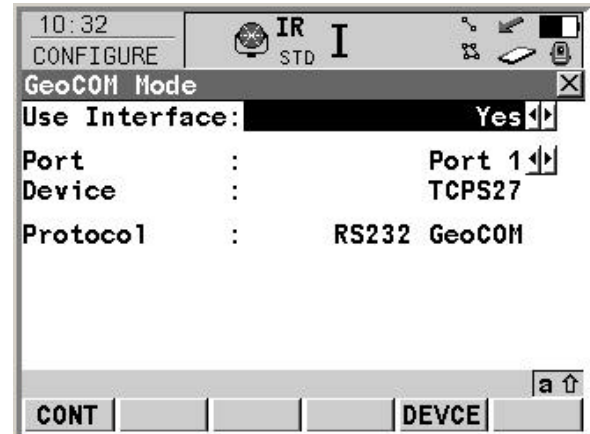 10:32
CONFIGURE
IR
STD
I
GeoCOM Mode
Use Interface: Yes
Port : Port 1
Device : TCPS27
Protocol : RS232 GeoCOM
a
CONT DEVCE